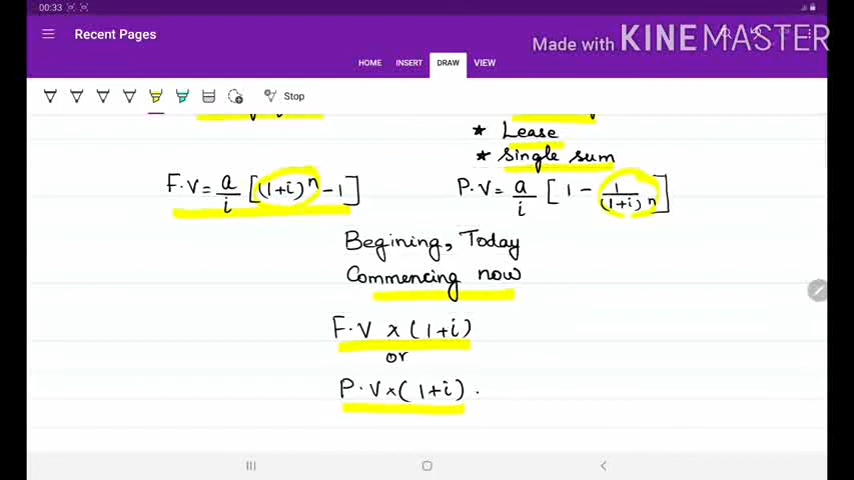 00:33
Recent Pages
Made with KINEMASTER
HOME INSERT DRAW VIEW
Stop
* Lease
* Single sum
F.V = a/i [(1+i)^n - 1]
P.V = a/i [1 - 1/(1+i)^n]
Begining, Today
Commencing now
F.V x (1+i)
or
P.V x (1+i).